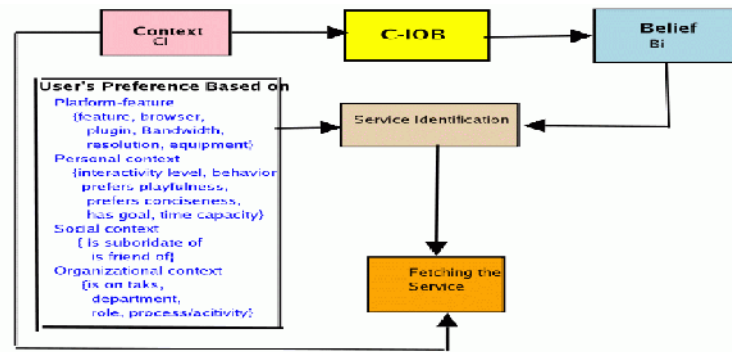 Context
CI
C-IOB
Belief
Bi
User's Preference Based on
Platform-feature
{feature, browser,
plugin, Bandwidth,
resolution, equipment}
Personal context
{interactivity level, behavior
prefers playfulness,
prefers conciseness,
has goal, time capacity}
Social context
{ is suboridate of
is friend of}
Organizational context
{is on taks,
department,
role, process/acitivity}
Service Identification
Fetching the
Service